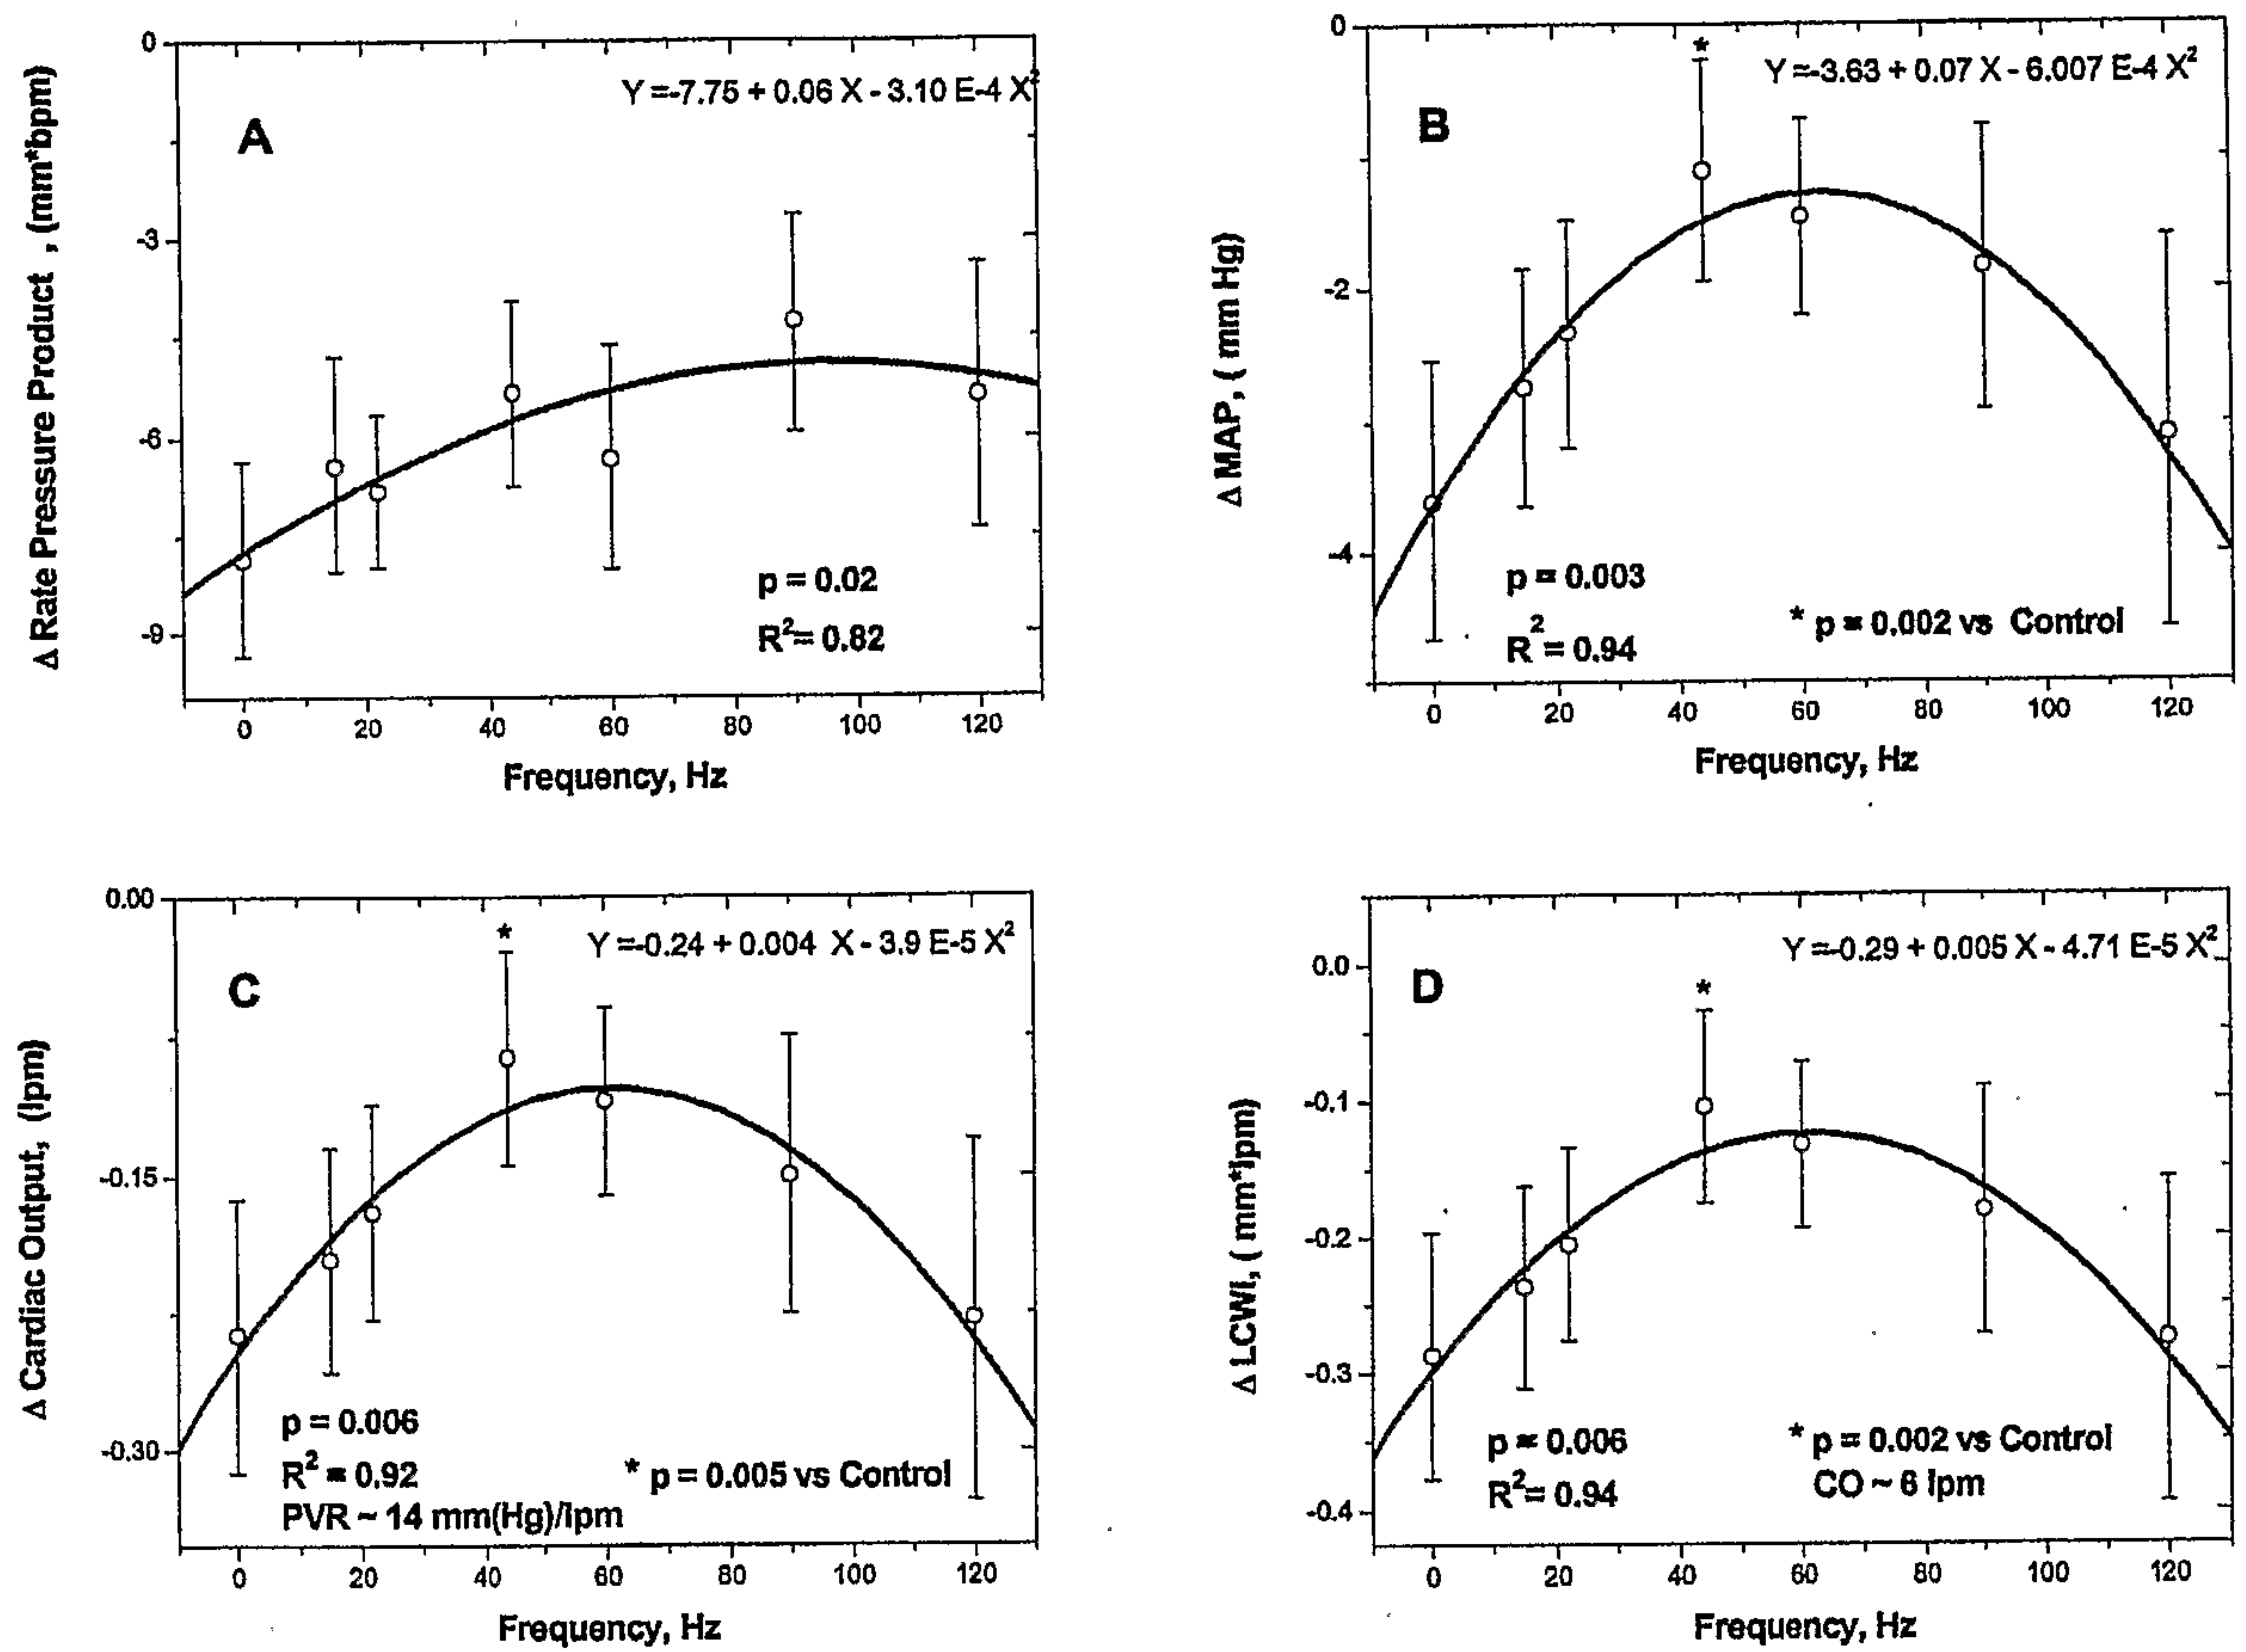 Y =-7.75 + 0.06 X - 3.10 E-4 X²
A
Δ Rate Pressure Product , (mm*bpm)
0
-3
-6
-9
p = 0.02
R²= 0.82
0 20 40 60 80 100 120
Frequency, Hz
*
Y =-3.63 + 0.07 X - 6.007 E-4 X²
B
Δ MAP, ( mm Hg)
0
-2
-4
p = 0.003
R² = 0.94
* p = 0.002 vs Control
0 20 40 60 80 100 120
Frequency, Hz
*
Y =-0.24 + 0.004 X - 3.9 E-5 X²
C
Δ Cardiac Output, (lpm)
0.00
-0.15
-0.30
p = 0.006
R² = 0.92
PVR ~ 14 mm(Hg)/lpm
* p = 0.005 vs Control
0 20 40 60 80 100 120
Frequency, Hz
*
Y =-0.29 + 0.005 X - 4.71 E-5 X²
D
Δ LCWI, ( mm*lpm)
0.0
-0.1
-0.2
-0.3
-0.4
p = 0.006
R²= 0.94
* p = 0.002 vs Control
CO ~ 6 lpm
0 20 40 60 80 100 120
Frequency, Hz